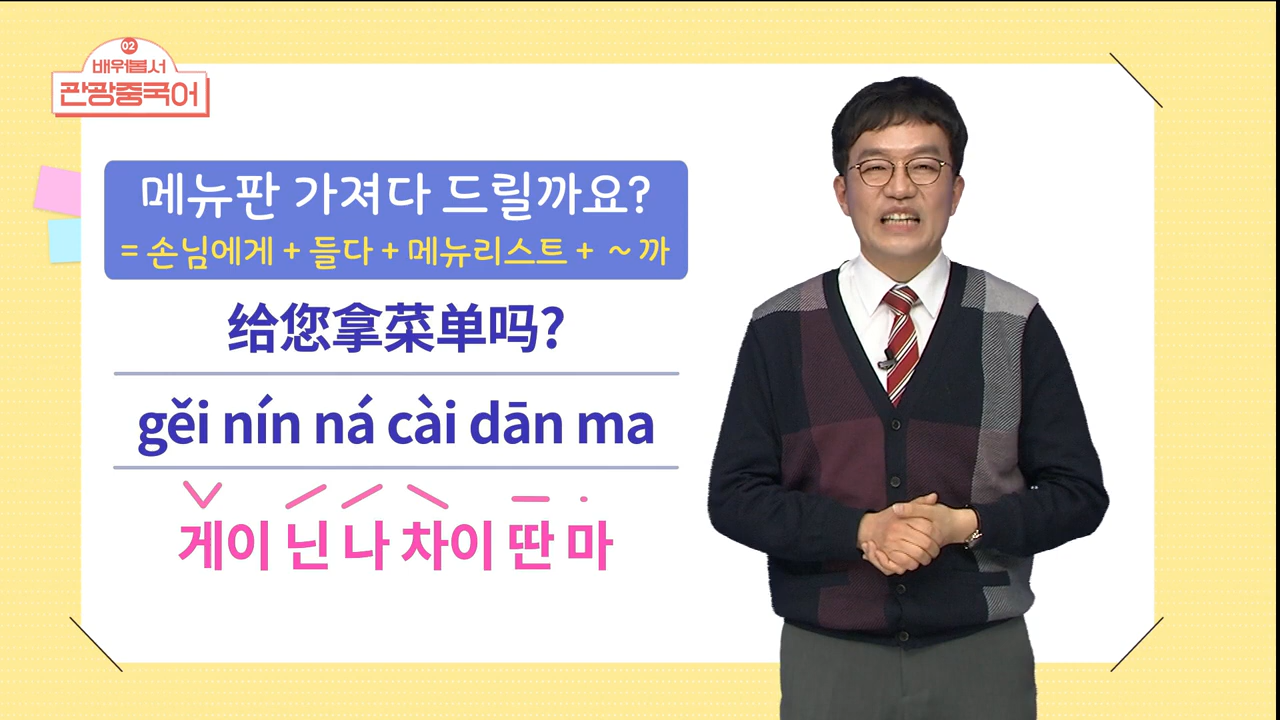 02
배워봅서
관광중국어
메뉴판 가져다 드릴까요?
= 손님에게 + 들다 + 메뉴리스트 + ~ 까
给您拿菜单吗?
gěi nín ná cài dān ma
게이 닌 나 차이 딴 마